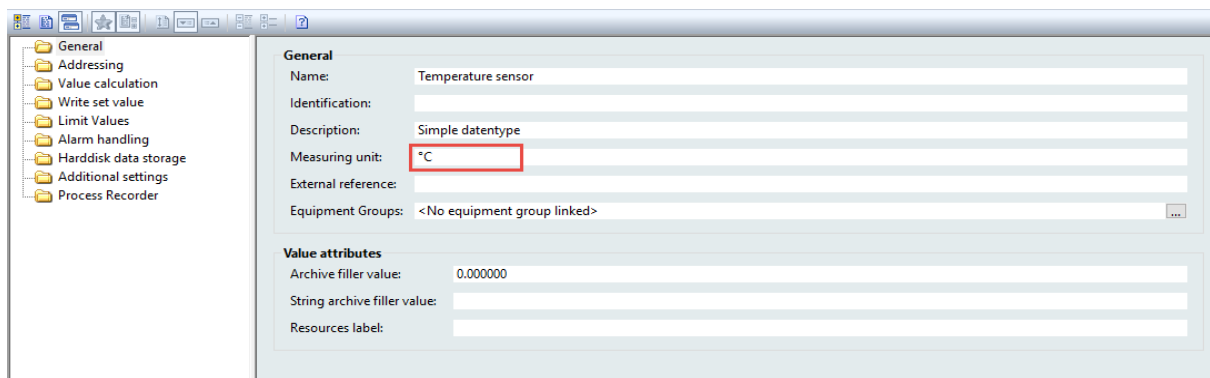 General
Addressing
Value calculation
Write set value
Limit Values
Alarm handling
Harddisk data storage
Additional settings
Process Recorder
General
Name: Temperature sensor
Identification:
Description: Simple datentype
Measuring unit: °C
External reference:
Equipment Groups: <No equipment group linked> ...
Value attributes
Archive filler value: 0.000000
String archive filler value:
Resources label: